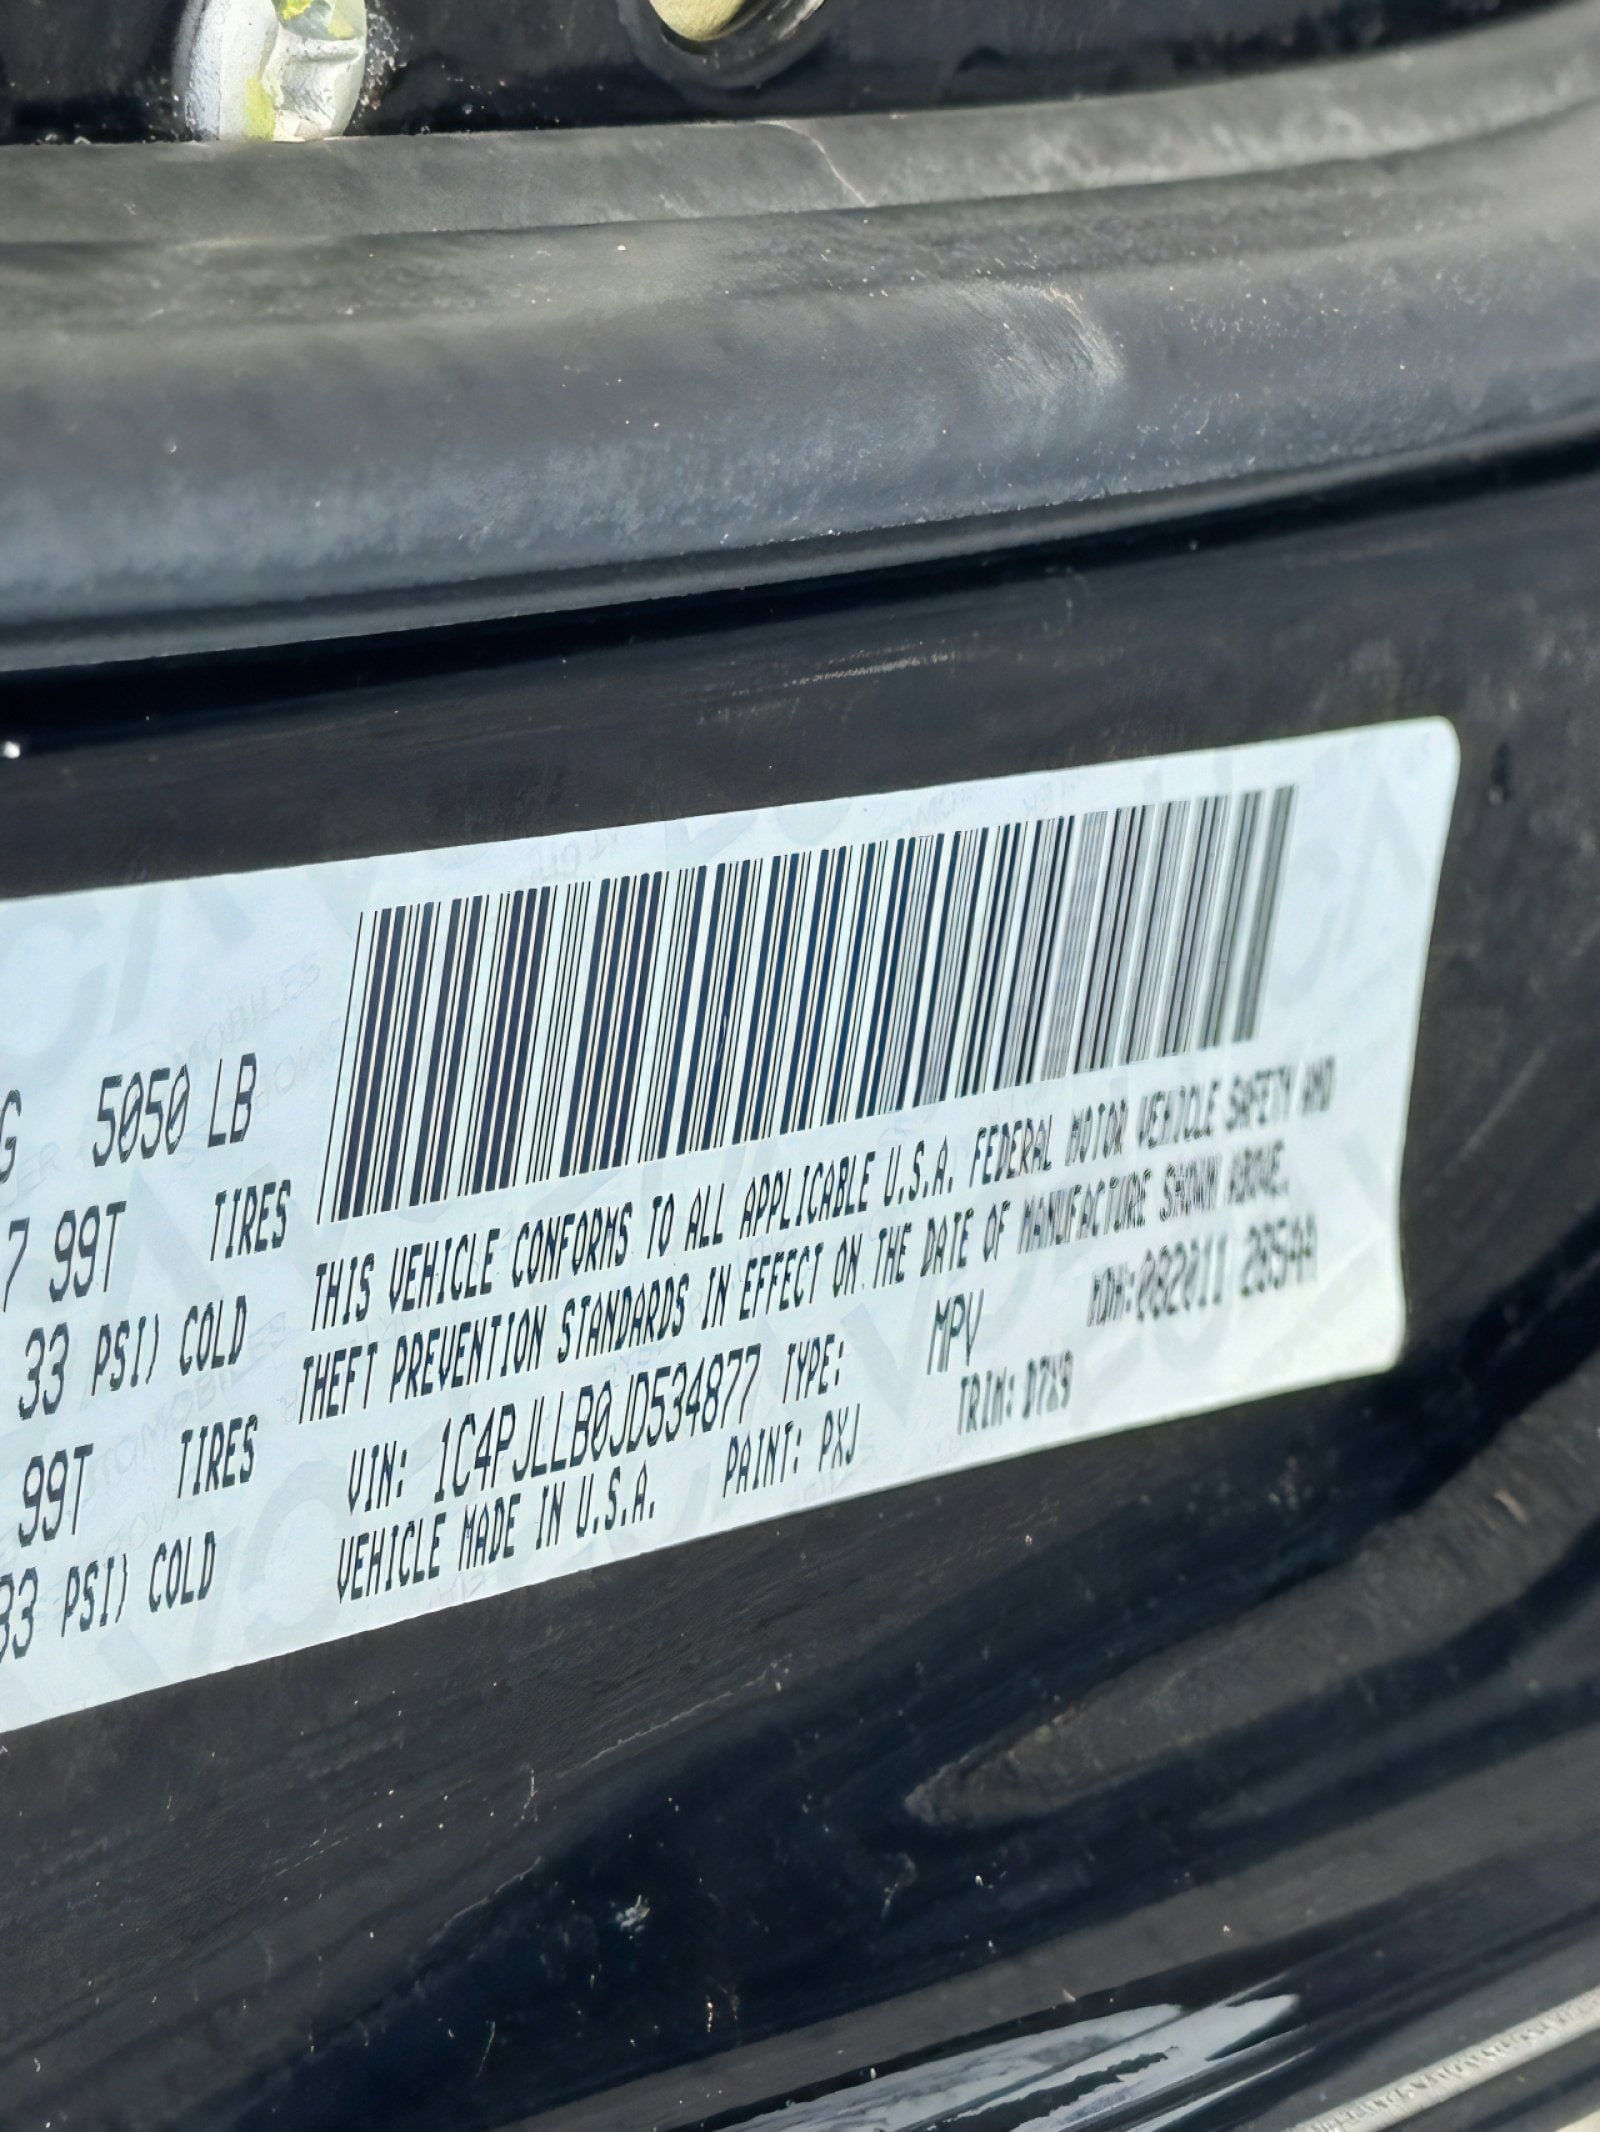 G 5050 LB
7 99T TIRES
33 PSI) COLD
99T TIRES
33 PSI) COLD
THIS VEHICLE CONFORMS TO ALL APPLICABLE U.S.A. FEDERAL MOTOR VEHICLE SAFETY AND
THEFT PREVENTION STANDARDS IN EFFECT ON THE DATE OF MANUFACTURE SHOWN ABOVE.
VIN: 1C4PJLLB0JD534877 TYPE: MPV MDH:082011
VEHICLE MADE IN U.S.A. PAINT: PXJ TRIM: